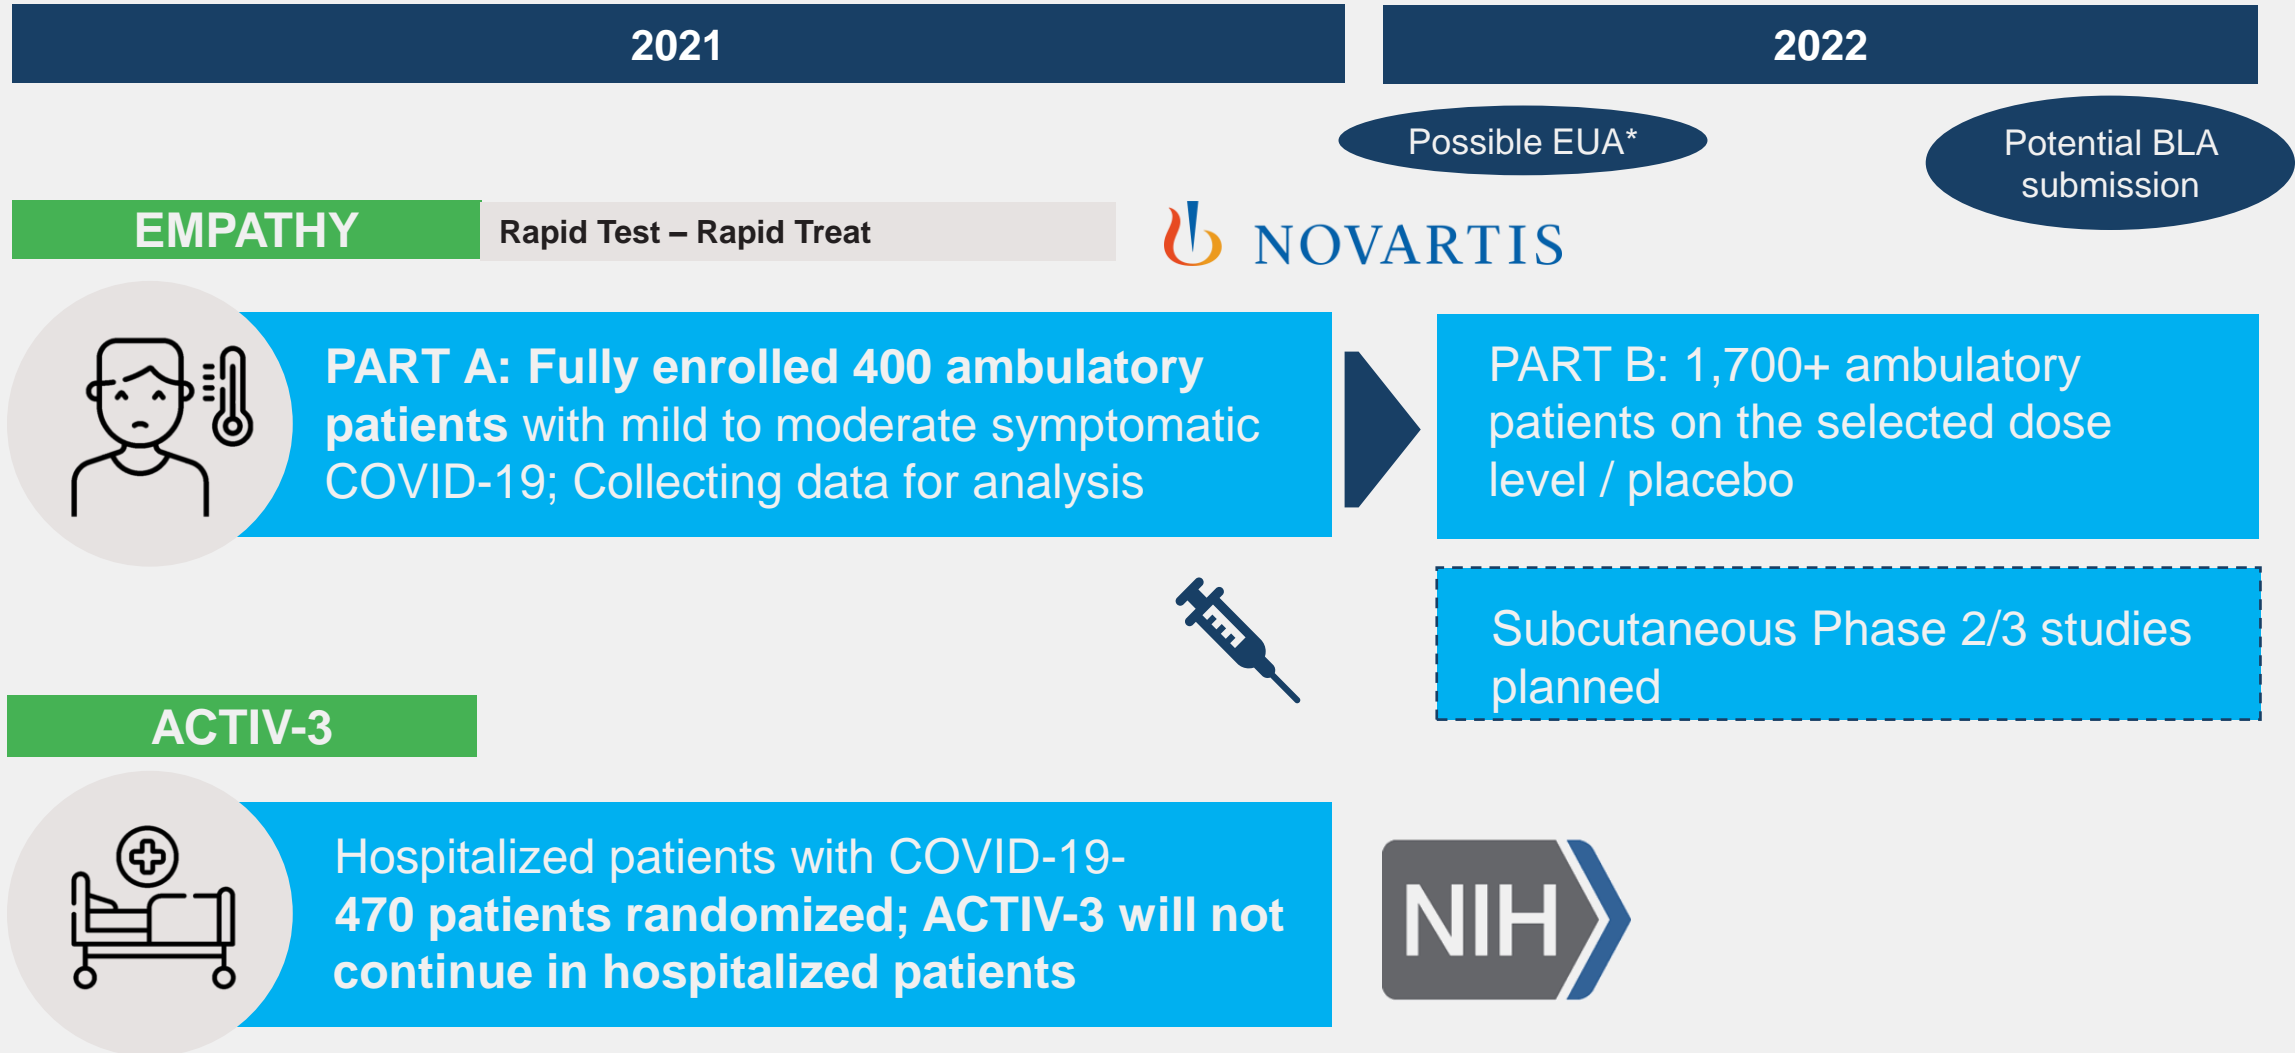 2021
2022
Possible EUA*
Potential BLA
submission
EMPATHY
Rapid Test – Rapid Treat
NOVARTIS
PART A: Fully enrolled 400 ambulatory
patients with mild to moderate symptomatic
COVID-19; Collecting data for analysis
PART B: 1,700+ ambulatory
patients on the selected dose
level / placebo
Subcutaneous Phase 2/3 studies
planned
ACTIV-3
Hospitalized patients with COVID-19-
470 patients randomized; ACTIV-3 will not
continue in hospitalized patients
NIH